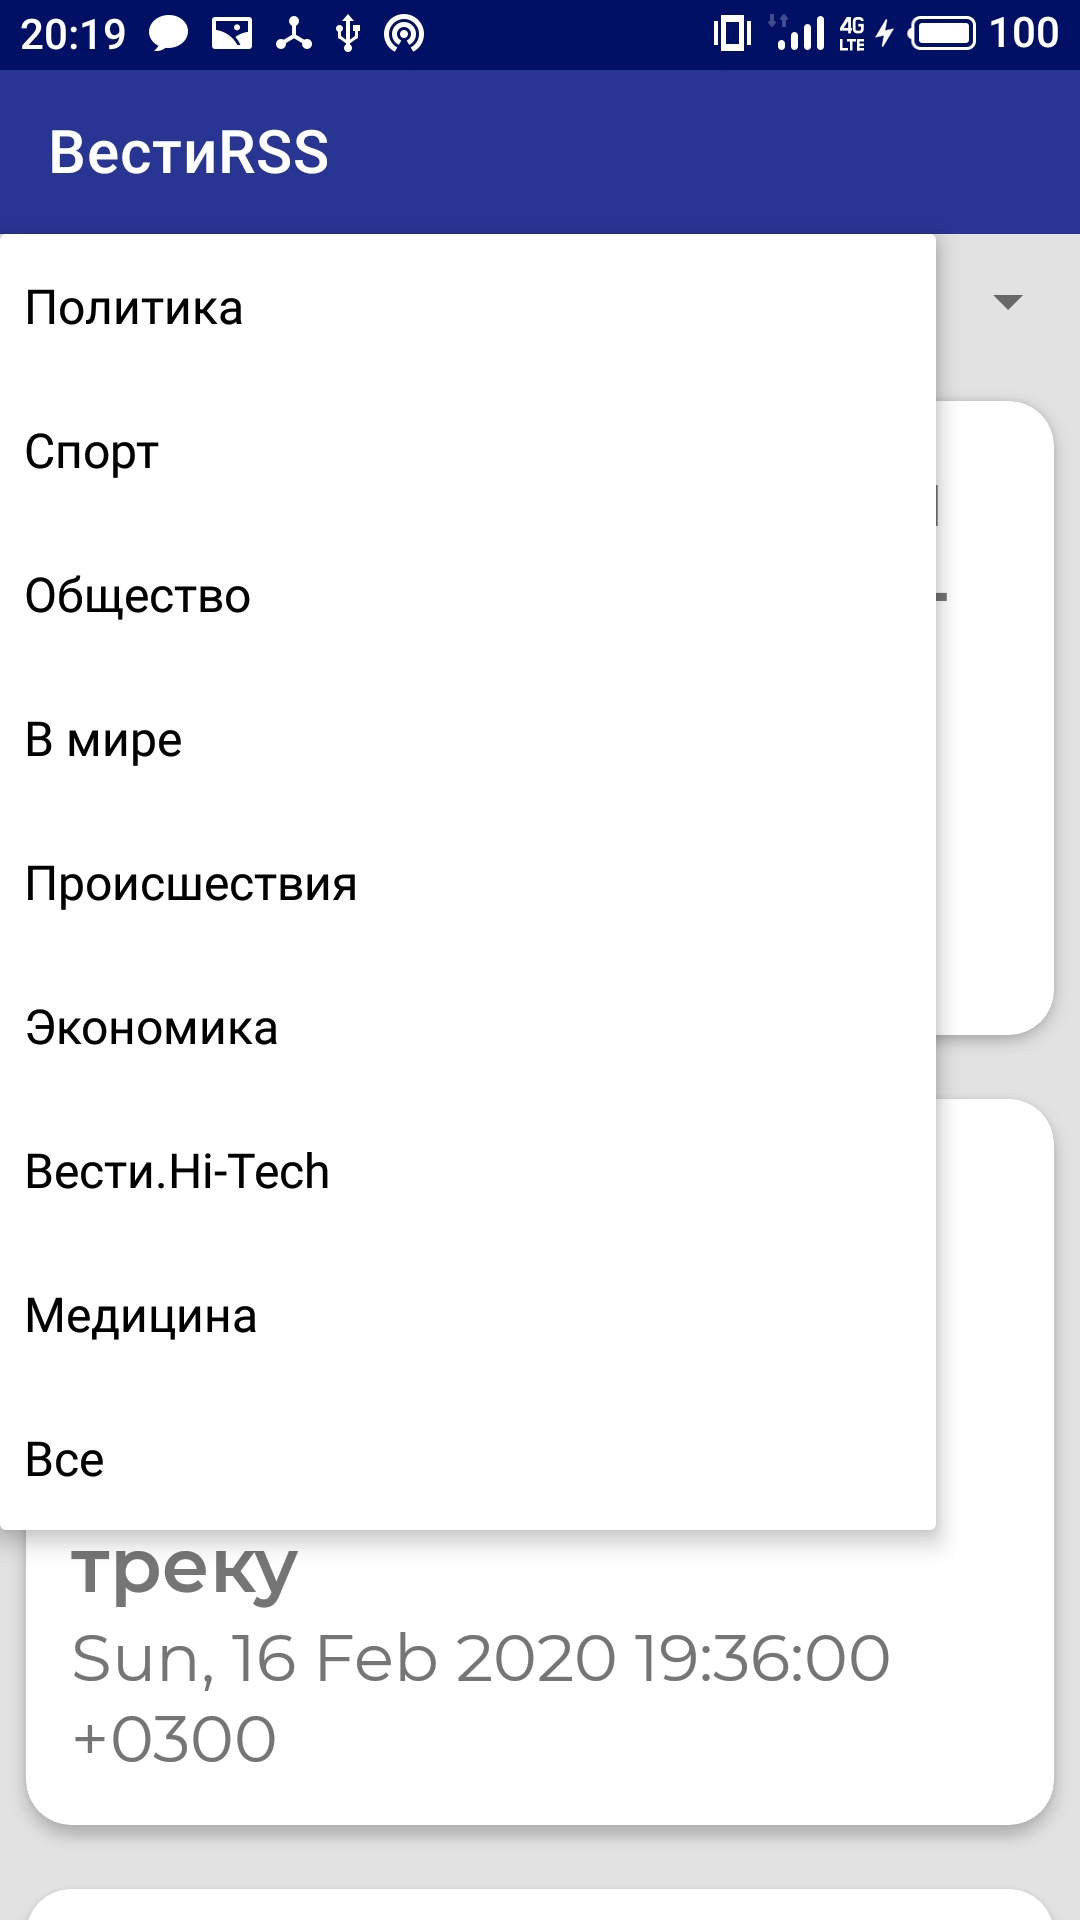 20:19 4G LTE 100
ВестиRSS
Политика
Спорт
Общество
В мире
Происшествия
Экономика
Вести.Hi-Tech
Медицина
Все
треку
Sun, 16 Feb 2020 19:36:00
+0300